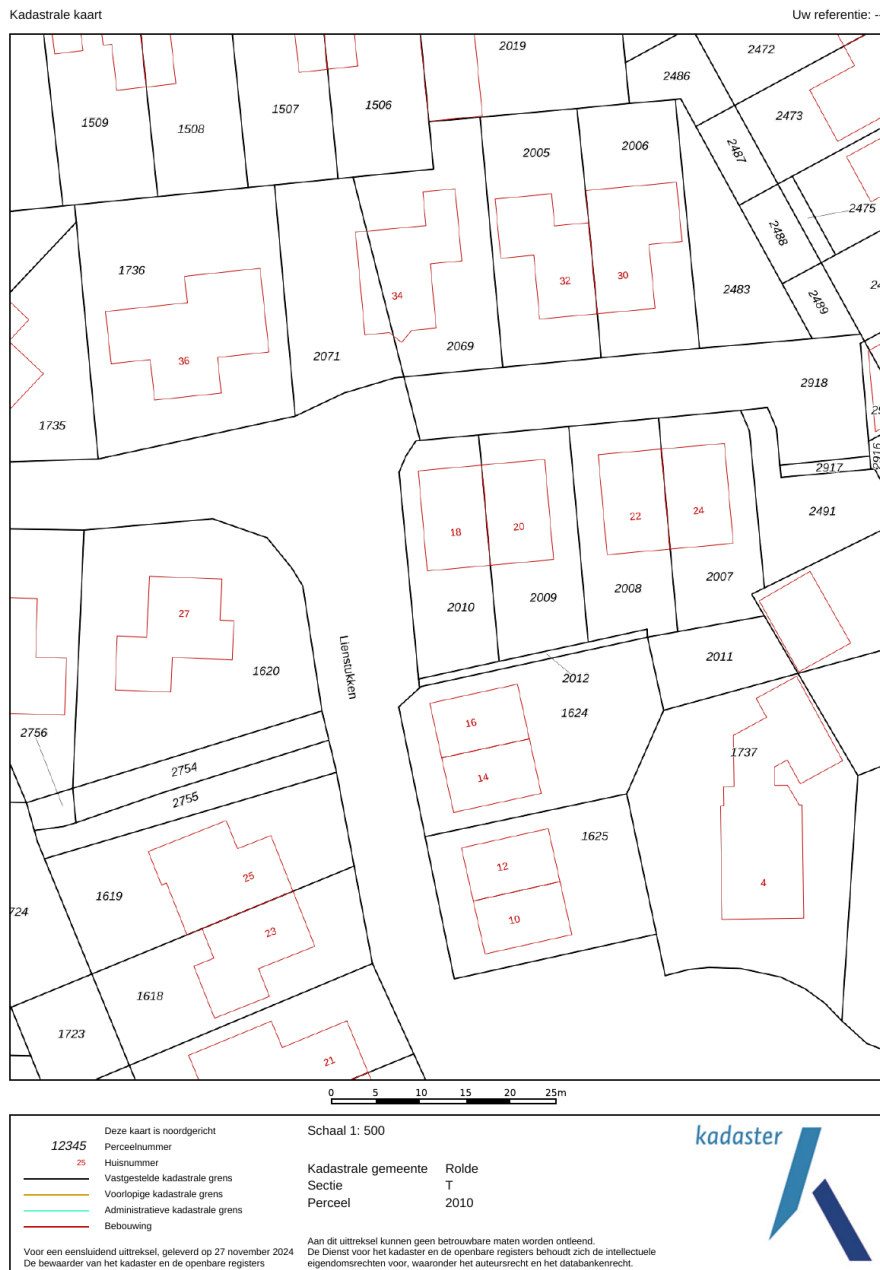 Kadastrale kaart
Uw referentie: --
2019
2472
2486
1509
1508
1507
1506
2473
2005
2006
2487
2475
2488
1736
34
32
30
2483
2489
36
2071
2069
2918
1735
2917
2916
2491
18
20
22
24
27
2010
2009
2008
2007
1620
Lienstukken
2012
2011
16
1624
2756
2754
14
1737
2755
12
1625
25
4
1619
10
724
23
1618
1723
21
0 5 10 15 20 25m
Deze kaart is noordgericht
12345 Perceelnummer
25 Huisnummer
Vastgestelde kadastrale grens
Voorlopige kadastrale grens
Administratieve kadastrale grens
Bebouwing
Voor een eensluidend uittreksel, geleverd op 27 november 2024
De bewaarder van het kadaster en de openbare registers
Schaal 1: 500
Kadastrale gemeente Rolde
Sectie T
Perceel 2010
Aan dit uittreksel kunnen geen betrouwbare maten worden ontleend.
De Dienst voor het kadaster en de openbare registers behoudt zich de intellectuele
eigendomsrechten voor, waaronder het auteursrecht en het databankenrecht.
kadaster